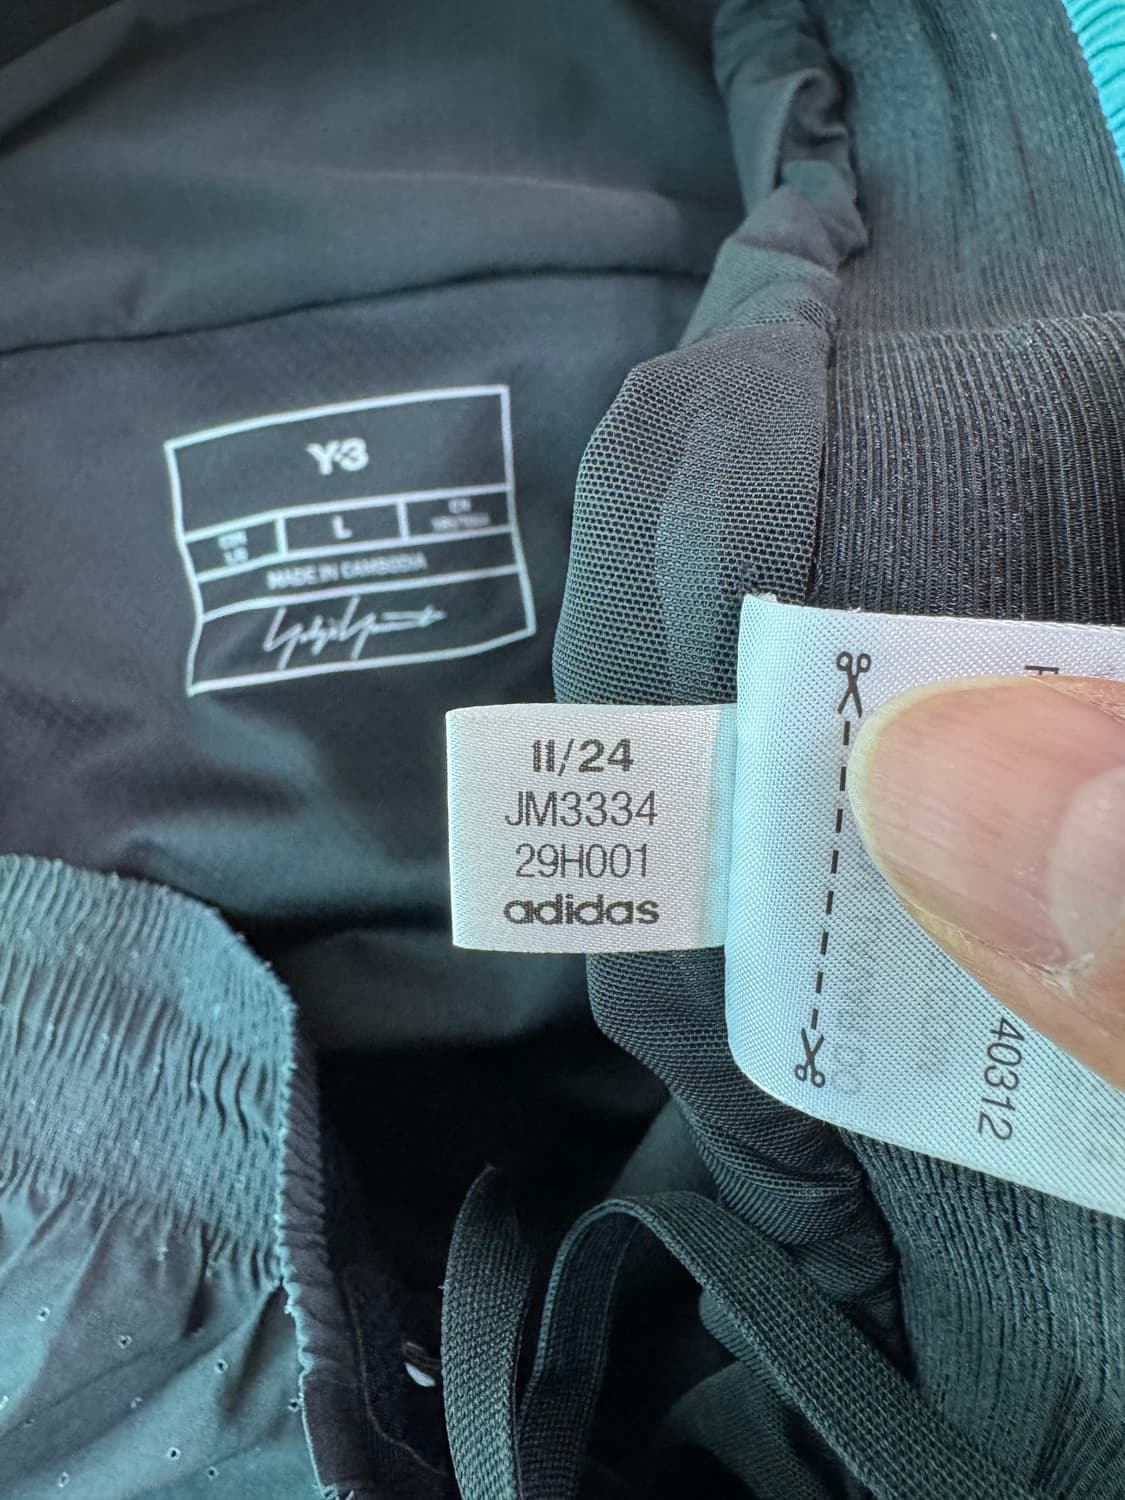 Y-3
L
MADE IN CAMBODIA
11/24
JM3334
29H001
adidas
40312